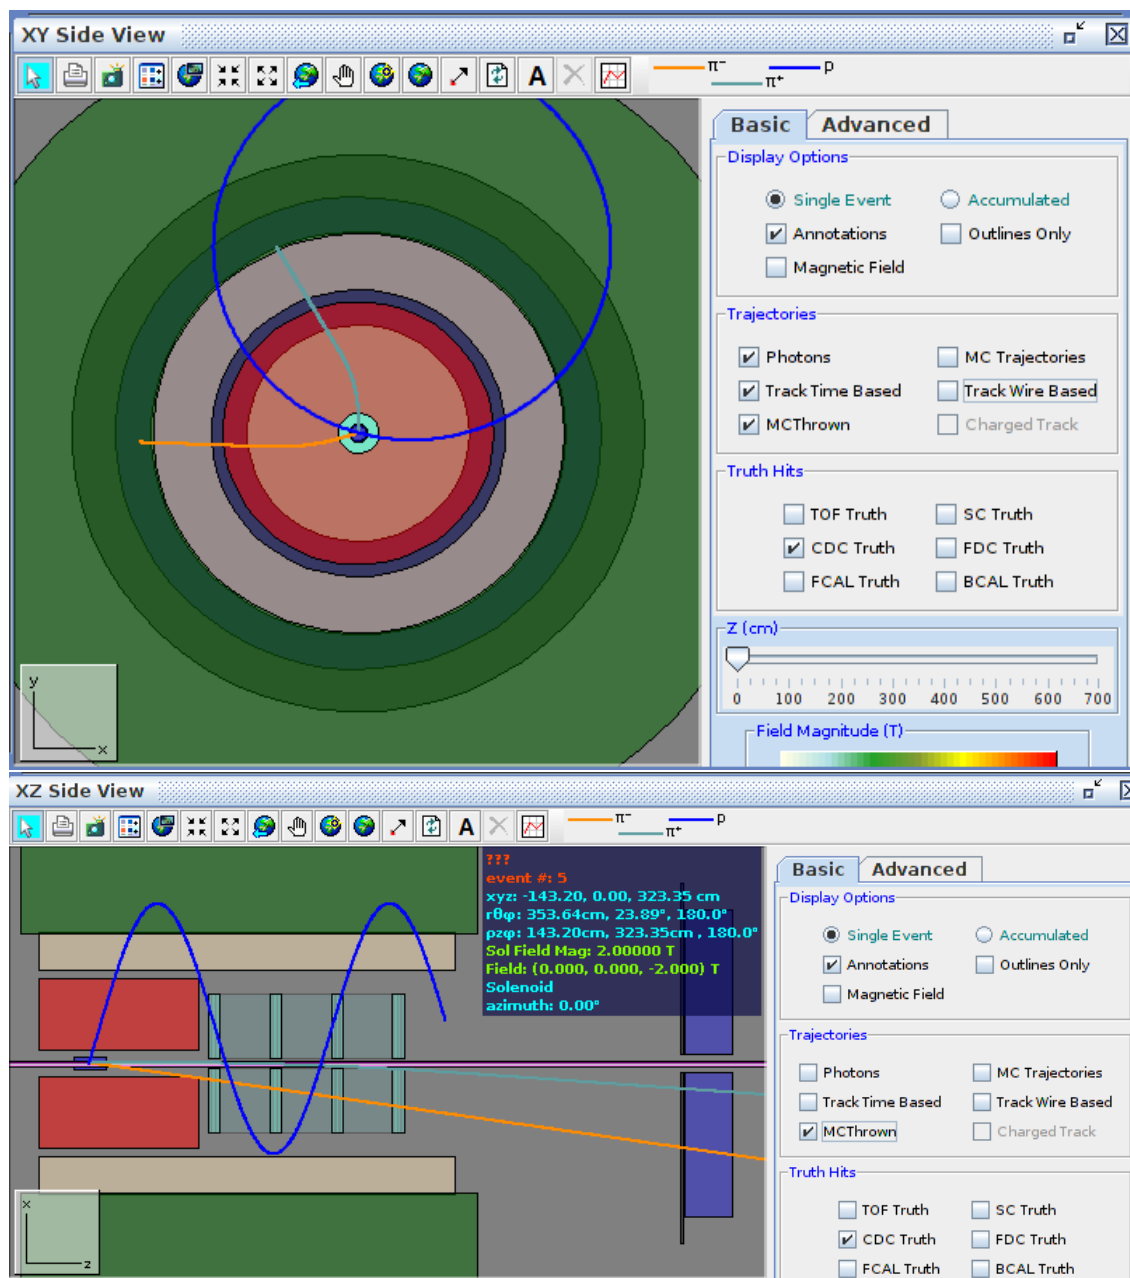 XY Side View
A
π⁻ p
π⁺
Basic Advanced
Display Options
Single Event Accumulated
Annotations Outlines Only
Magnetic Field
Trajectories
Photons MC Trajectories
Track Time Based Track Wire Based
MCThrown Charged Track
Truth Hits
TOF Truth SC Truth
CDC Truth FDC Truth
FCAL Truth BCAL Truth
Z (cm)
0 100 200 300 400 500 600 700
Field Magnitude (T)
y
x
XZ Side View
A
π⁻ p
π⁺
???
event #: 5
xyz: -143.20, 0.00, 323.35 cm
rθφ: 353.64cm, 23.89°, 180.0°
ρzφ: 143.20cm, 323.35cm , 180.0°
Sol Field Mag: 2.00000 T
Field: (0.000, 0.000, -2.000) T
Solenoid
azimuth: 0.00°
x
z
Basic Advanced
Display Options
Single Event Accumulated
Annotations Outlines Only
Magnetic Field
Trajectories
Photons MC Trajectories
Track Time Based Track Wire Based
MCThrown Charged Track
Truth Hits
TOF Truth SC Truth
CDC Truth FDC Truth
FCAL Truth BCAL Truth